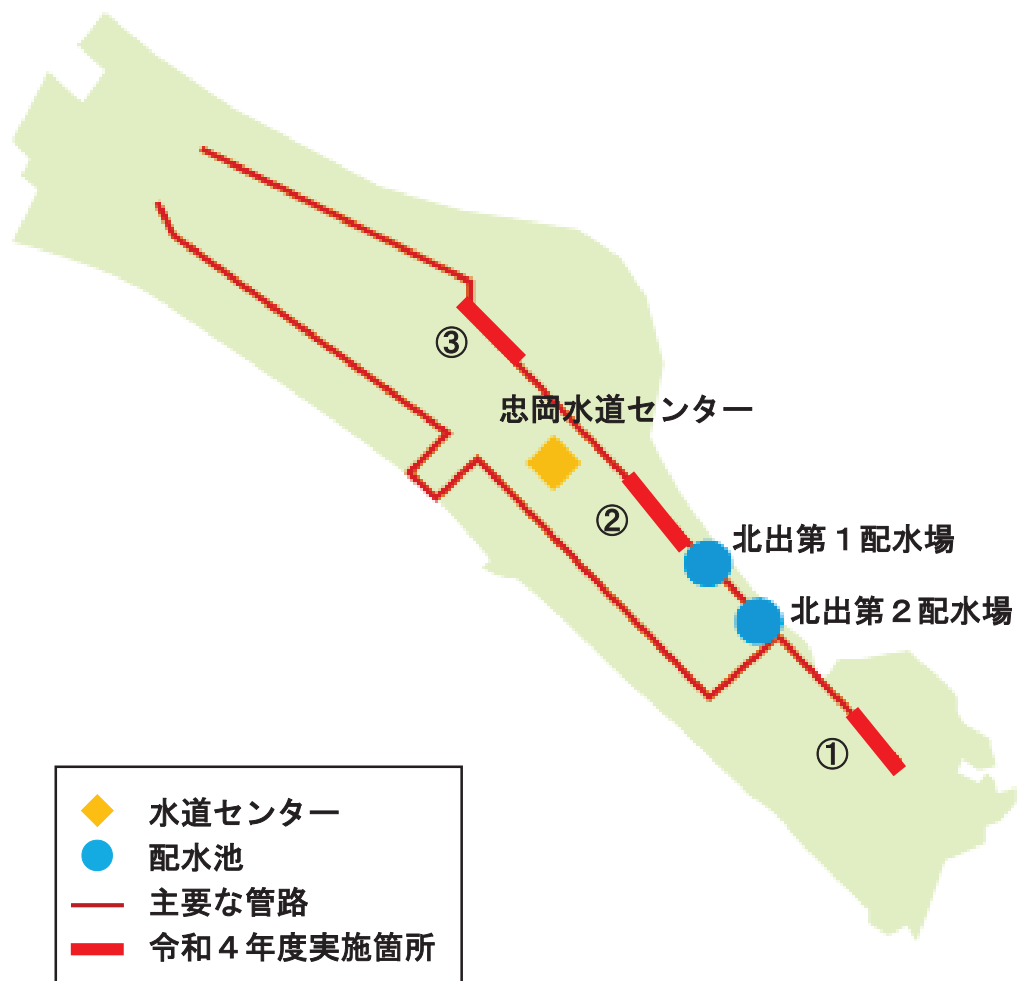 ③
忠岡水道センター
②
北出第１配水場
北出第２配水場
①
水道センター
配水池
主要な管路
令和４年度実施箇所